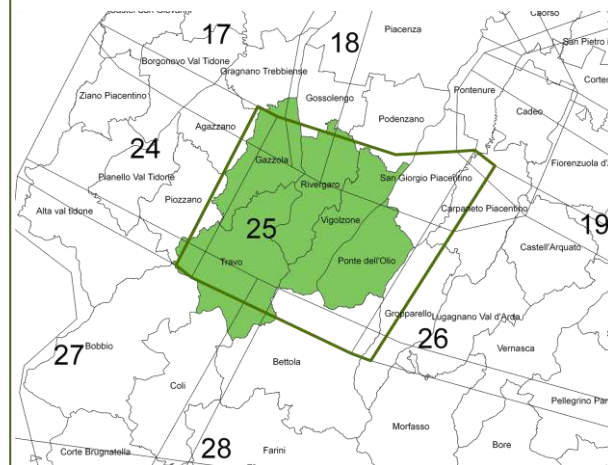 Piacenza
Caorso
17
18
San Pietro i
Borgonovo Val Tidone
Gragnano Trebbiense
Ziano Piacentino
Gossolengo
Pontenure
Cadeo
Podenzano
Agazzano
24
Gazzola
Fiorenzuola d'
Pianello Val Tidone
San Giorgio Piacentino
Rivergaro
Piozzano
Carpaneto Piacentino
Alta val tidone
Vigolzone
25
19
Castell'Arquato
Travo
Ponte dell'Olio
Gropparello
Lugagnano Val d'Arda
26
27
Bobbio
Vernasca
Bettola
Coli
Pellegrino Par
Morfasso
Bore
28
Farini
Corte Brugnatella